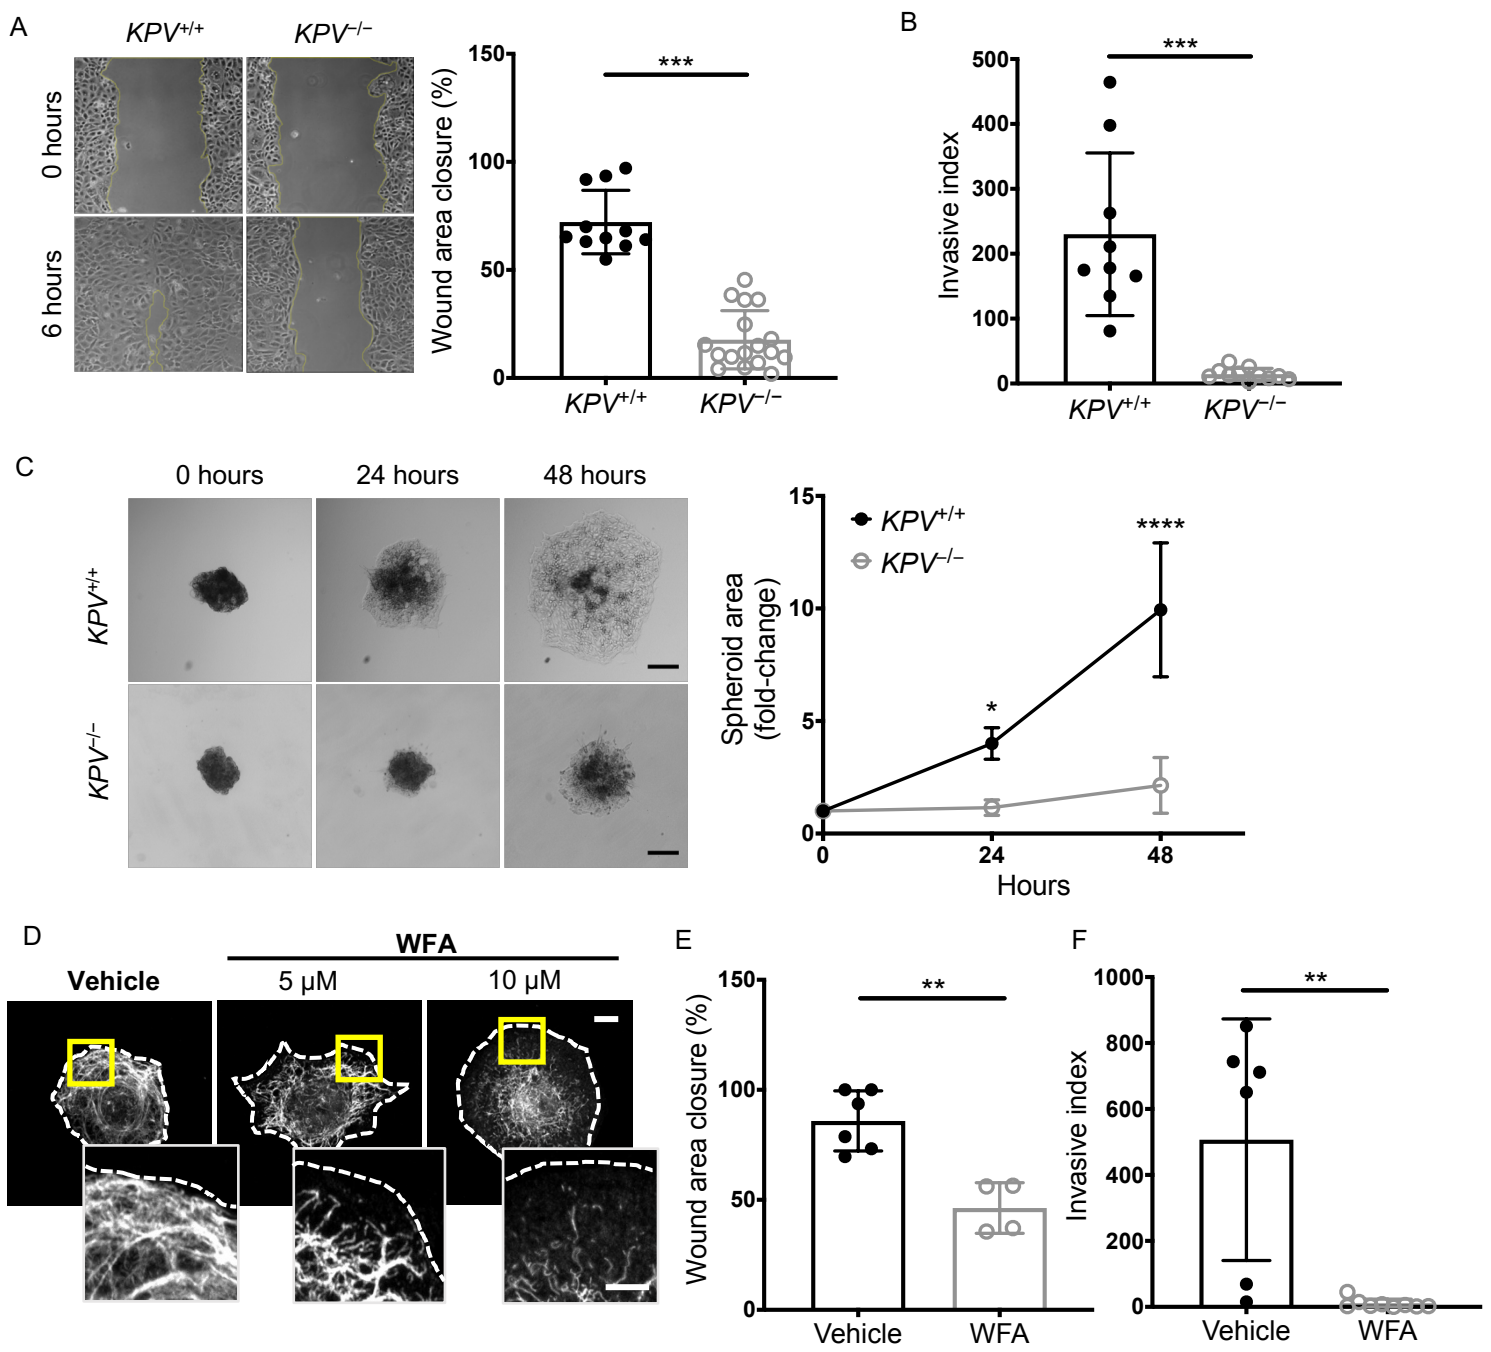 A
KPV+/+
KPV−/−
0 hours
6 hours
Wound area closure (%)
150
100
50
0
***
KPV+/+
KPV−/−
B
Invasive index
500
400
300
200
100
0
***
KPV+/+
KPV−/−
C
0 hours
24 hours
48 hours
KPV+/+
KPV−/−
Spheroid area
(fold-change)
15
10
5
0
KPV+/+
KPV−/−
*
****
0
24
48
Hours
D
WFA
Vehicle
5 µM
10 µM
E
Wound area closure (%)
150
100
50
0
**
Vehicle
WFA
F
Invasive index
1000
800
600
400
200
0
**
Vehicle
WFA